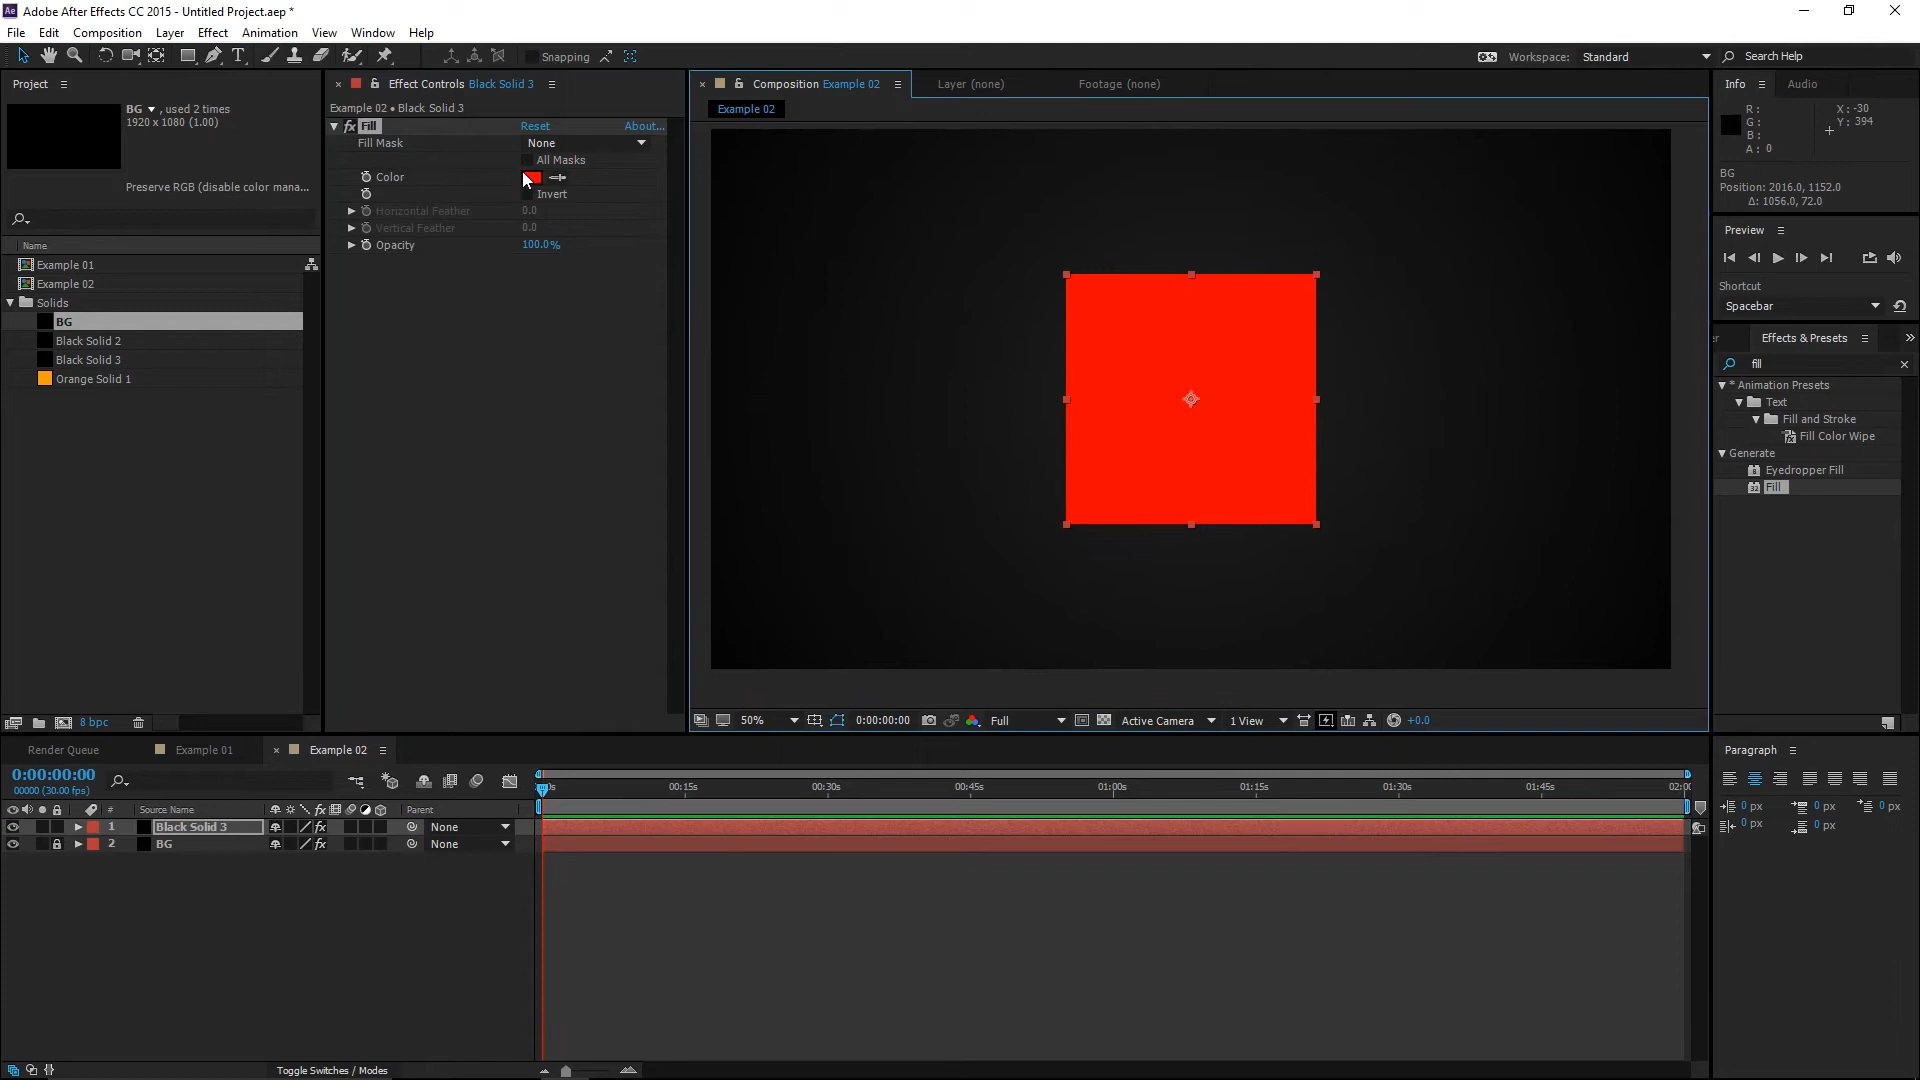 Adobe After Effects CC 2015 - Untitled Project.aep *
File Edit Composition Layer Effect Animation View Window Help
Snapping
Workspace: Standard
Search Help
Project
BG , used 2 times
1920 x 1080 (1.00)
Preserve RGB (disable color mana...
Name
Example 01
Example 02
Solids
BG
Black Solid 2
Black Solid 3
Orange Solid 1
8 bpc
Effect Controls Black Solid 3
Example 02 • Black Solid 3
fx Fill Reset About...
Fill Mask None
All Masks
Color
Invert
Horizontal Feather 0.0
Vertical Feather 0.0
Opacity 100.0%
Composition Example 02
Layer (none)
Footage (none)
Example 02
50% 0:00:00:00 Full Active Camera 1 View +0.0
Info Audio
R :
G :
B :
A : 0
X : -30
Y : 394
BG
Position: 2016.0, 1152.0
Δ: 1056.0, 72.0
Preview
Shortcut
Spacebar
Effects & Presets
fill
* Animation Presets
Text
Fill and Stroke
Fill Color Wipe
Generate
Eyedropper Fill
Fill
Render Queue Example 01 Example 02
0:00:00:00
00000 (30.00 fps)
# Source Name fx Parent
1 Black Solid 3 fx None
2 BG fx None
00:15s 00:30s 00:45s 01:00s 01:15s 01:30s 01:45s
Toggle Switches / Modes
Paragraph
0 px 0 px 0 px
0 px 0 px